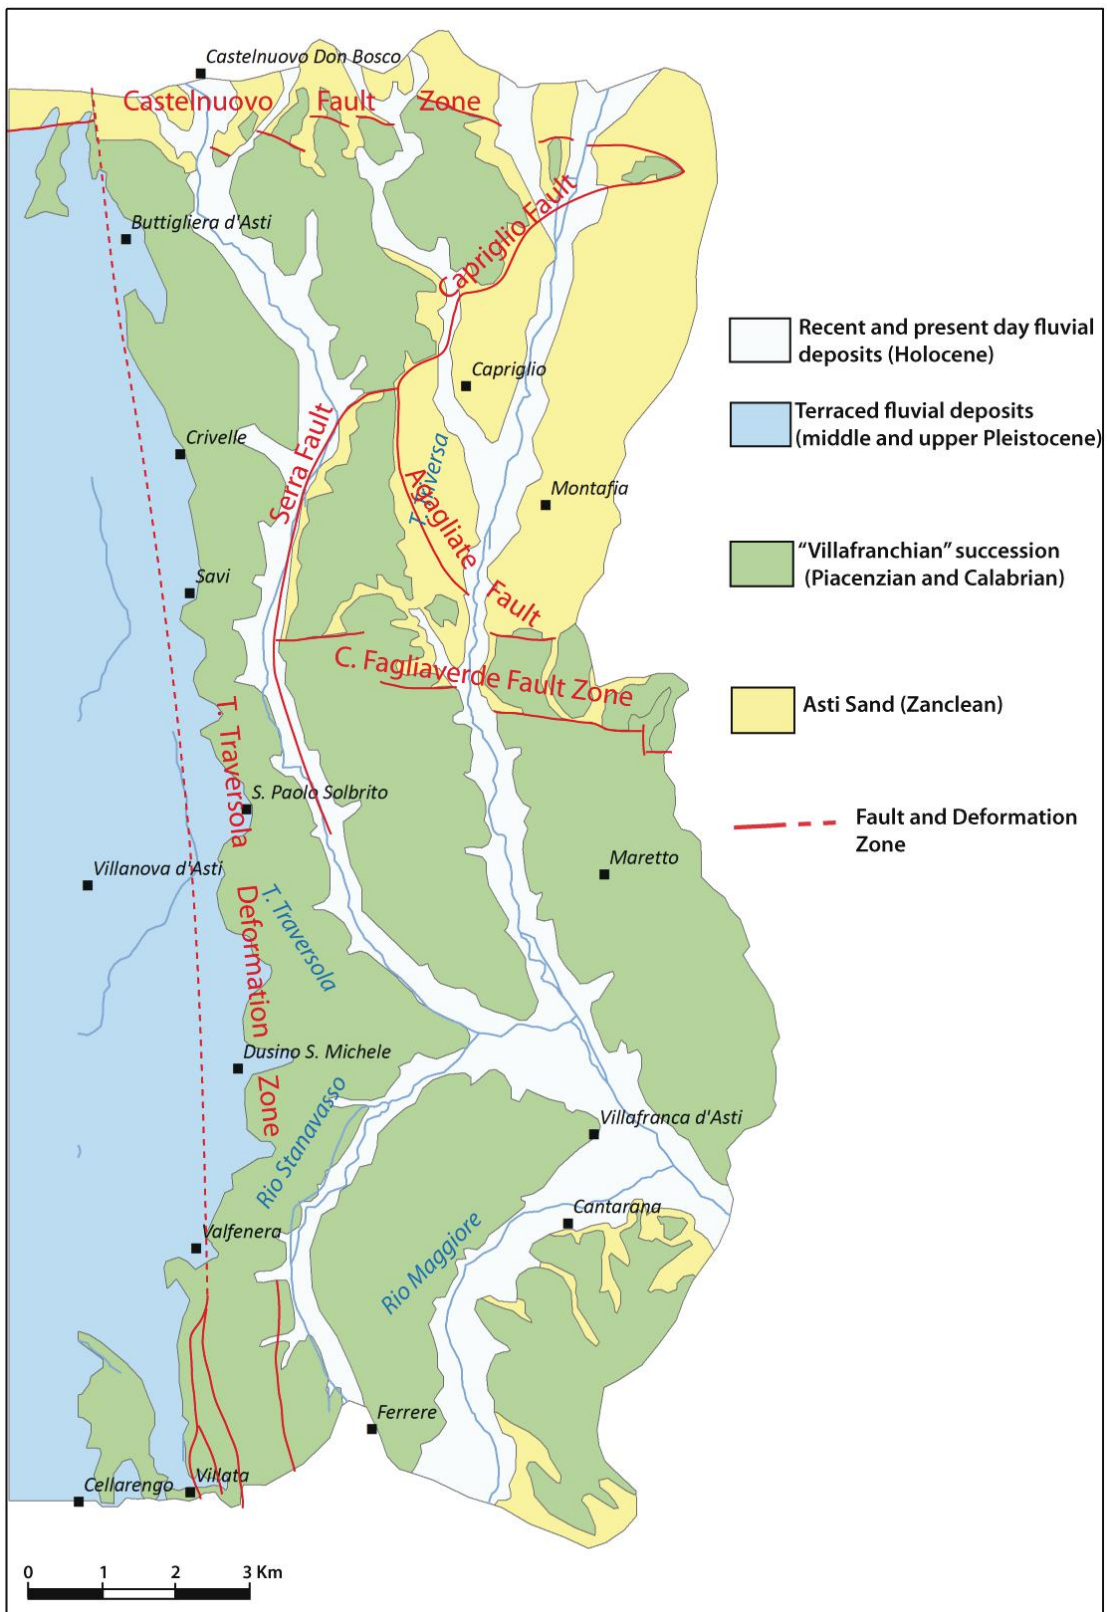 Castelnuovo Don Bosco
Castelnuovo Fault Zone
Buttigliera d'Asti
Capriglio Fault
Recent and present day fluvial
deposits (Holocene)
Capriglio
Terraced fluvial deposits
(middle and upper Pleistocene)
Crivelle
Serra Fault
T. Traversa
Agagliate
Fault
Montafia
"Villafranchian" succession
(Piacenzian and Calabrian)
Savi
C. Fagliaverde Fault Zone
Asti Sand (Zanclean)
T. Traversola
Deformation
Zone
S. Paolo Solbrito
Fault and Deformation
Zone
Maretto
Villanova d'Asti
T. Traversola
Dusino S. Michele
Rio Stanavasso
Villafranca d'Asti
Cantarana
Valfenera
Rio Maggiore
Ferrere
Villata
Cellarengo
0 1 2 3 Km